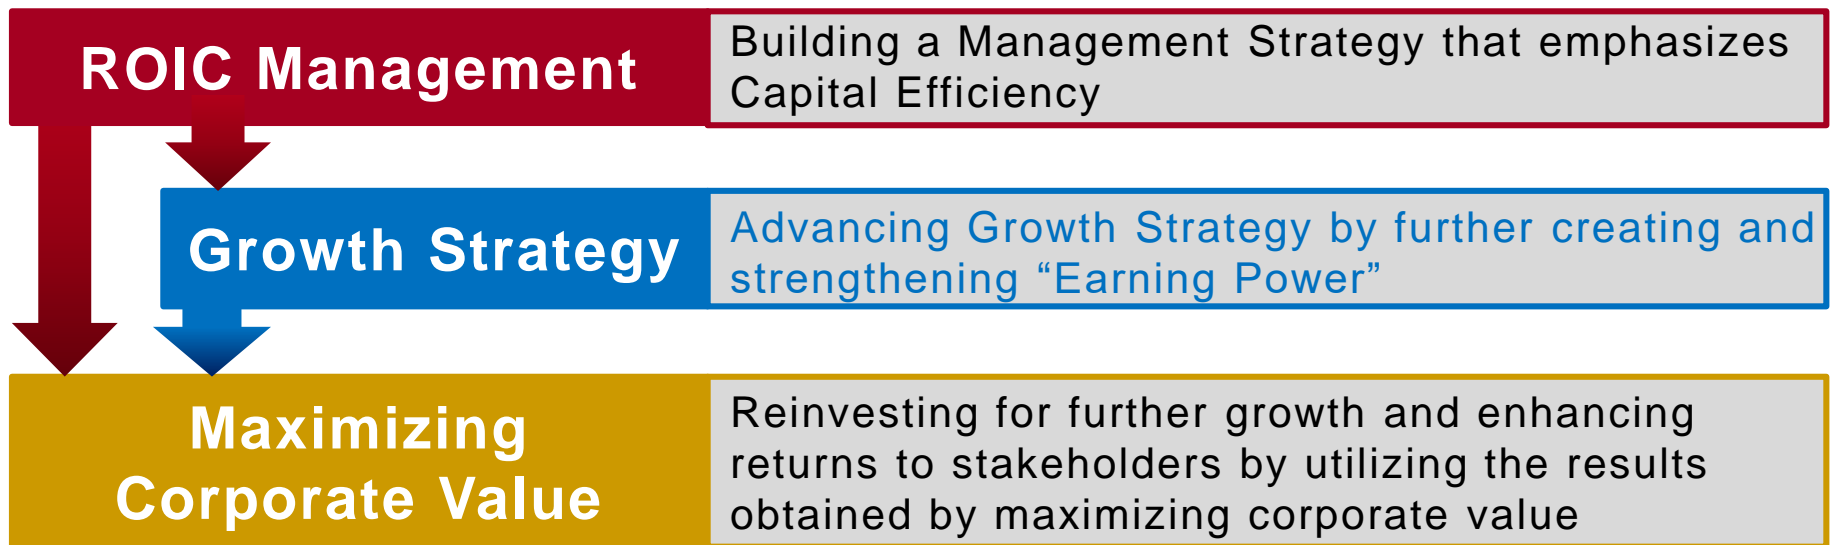 ROIC Management
Building a Management Strategy that emphasizes
Capital Efficiency
Growth Strategy
Advancing Growth Strategy by further creating and
strengthening “Earning Power”
Maximizing
Corporate Value
Reinvesting for further growth and enhancing
returns to stakeholders by utilizing the results
obtained by maximizing corporate value